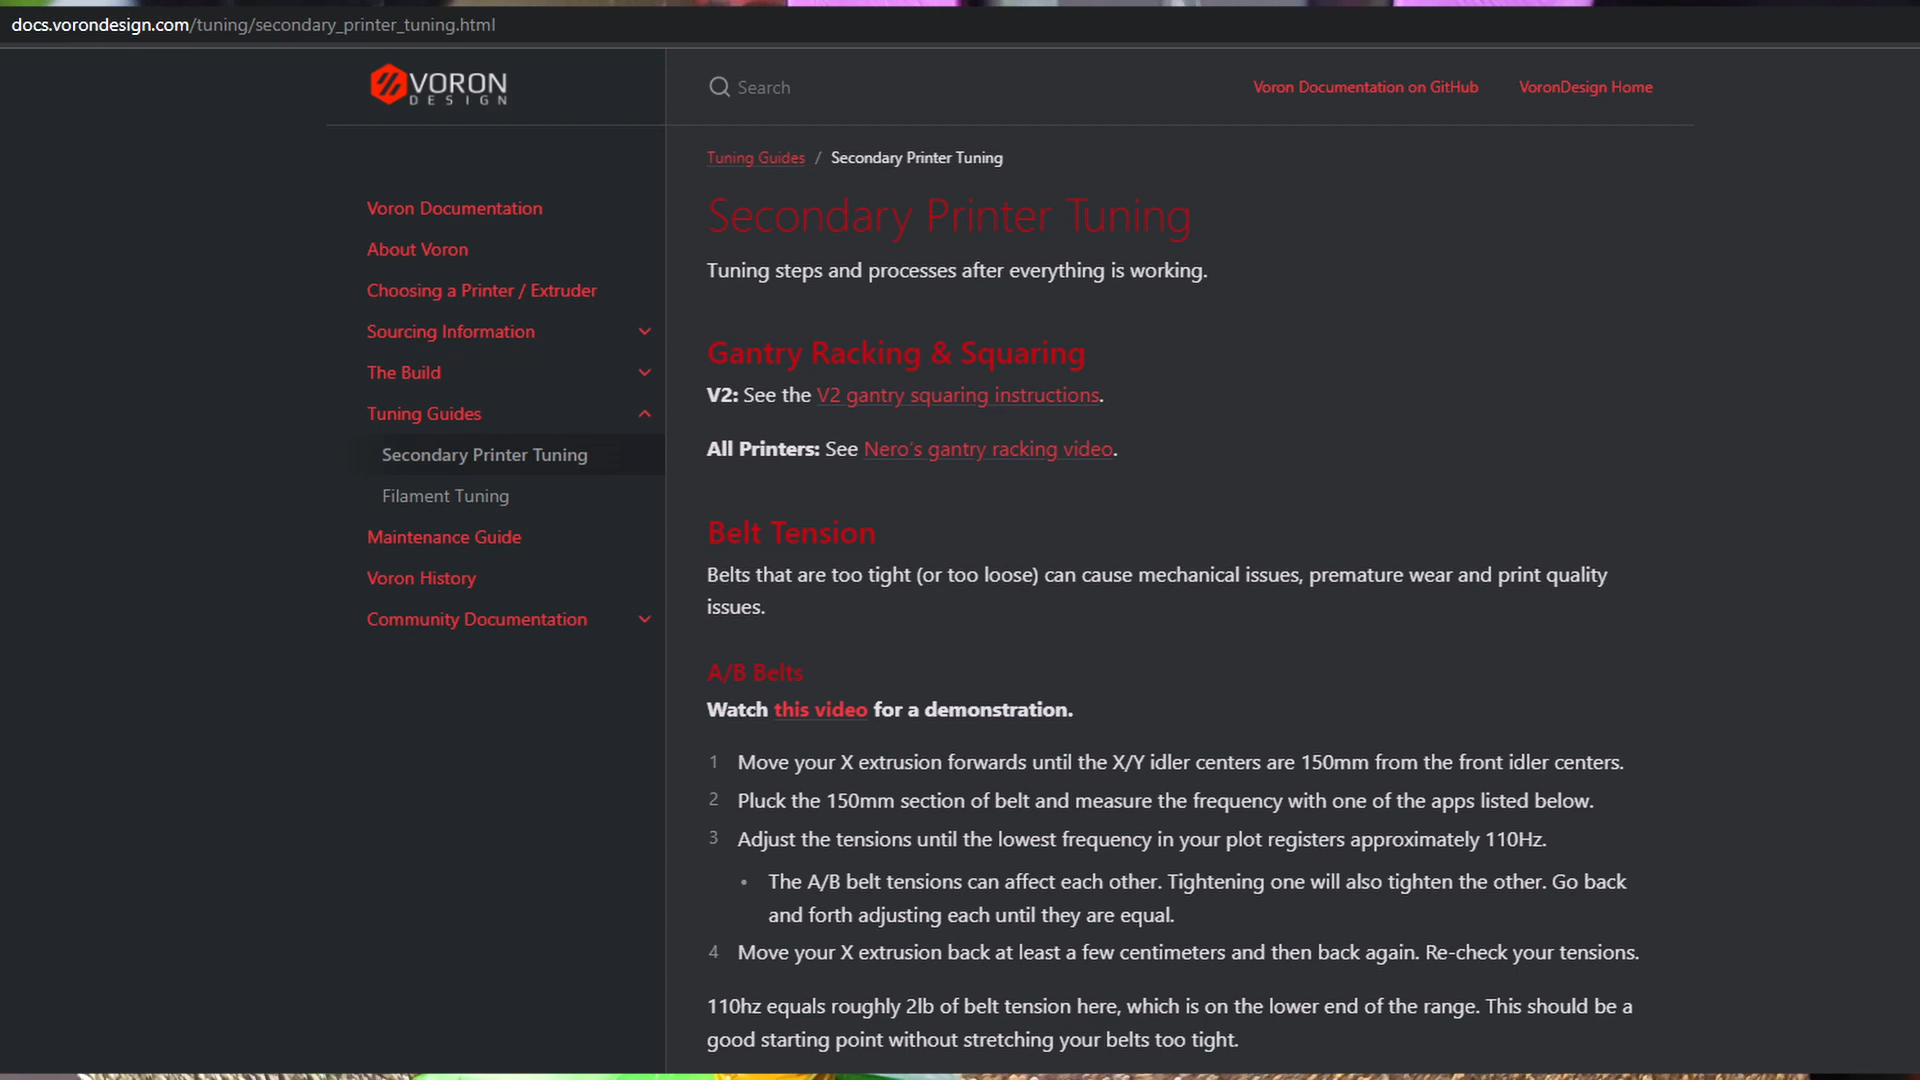 docs.vorondesign.com/tuning/secondary_printer_tuning.html
VORON
DESIGN
Search
Voron Documentation on GitHub
VoronDesign Home
Voron Documentation
About Voron
Choosing a Printer / Extruder
Sourcing Information
The Build
Tuning Guides
Secondary Printer Tuning
Filament Tuning
Maintenance Guide
Voron History
Community Documentation
Tuning Guides / Secondary Printer Tuning
Secondary Printer Tuning
Tuning steps and processes after everything is working.
Gantry Racking & Squaring
V2: See the V2 gantry squaring instructions.
All Printers: See Nero's gantry racking video.
Belt Tension
Belts that are too tight (or too loose) can cause mechanical issues, premature wear and print quality
issues.
A/B Belts
Watch this video for a demonstration.
1 Move your X extrusion forwards until the X/Y idler centers are 150mm from the front idler centers.
2 Pluck the 150mm section of belt and measure the frequency with one of the apps listed below.
3 Adjust the tensions until the lowest frequency in your plot registers approximately 110Hz.
• The A/B belt tensions can affect each other. Tightening one will also tighten the other. Go back
and forth adjusting each until they are equal.
4 Move your X extrusion back at least a few centimeters and then back again. Re-check your tensions.
110hz equals roughly 2lb of belt tension here, which is on the lower end of the range. This should be a
good starting point without stretching your belts too tight.